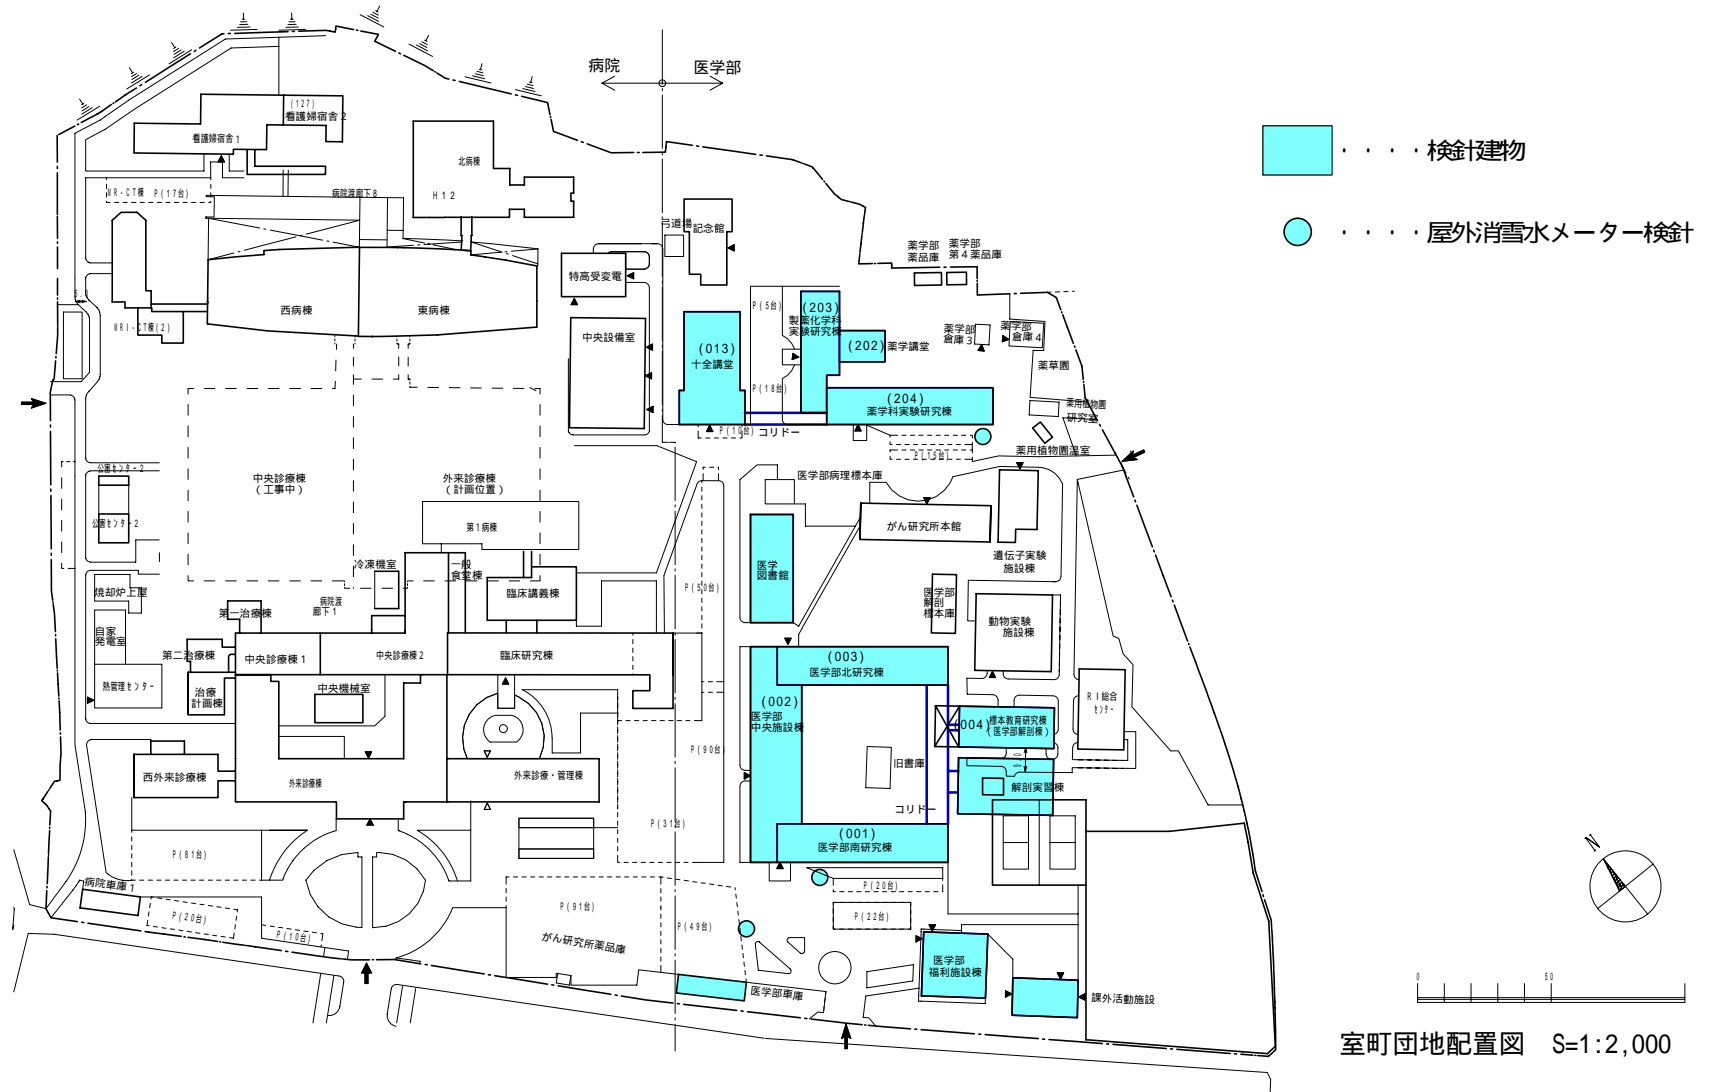 病院
医学部
検針建物
屋外消雪水メーター検針
(127)
看護婦宿舎2
看護婦宿舎1
北病棟
H12
MR-CT棟
P(17台)
病院渡廊下8
弓道場
記念館
薬学部
薬品庫
薬学部
第4薬品庫
特高受変電
西病棟
東病棟
MRI-CT棟(2)
中央設備室
P(5台)
(203)
製薬化学科
実験研究棟
(202)
薬学講堂
薬学部
倉庫3
薬学部
倉庫4
(013)
十全講堂
薬草園
P(18台)
(204)
薬学科実験研究棟
薬用植物園
研究室
P(10台)
コリドー
P(15台)
薬用植物園温室
公害センター2
中央診療棟
(工事中)
外来診療棟
(計画位置)
医学部病理標本庫
公害センター2
第1病棟
がん研究所本館
遺伝子実験
施設棟
冷凍機室
一般
食堂棟
医学
図書館
焼却炉上屋
臨床講義棟
P(50台)
医学部
解剖
標本庫
第一治療棟
病院渡
廊下1
動物実験
施設棟
自家
発電室
第二治療棟
中央診療棟1
中央診療棟2
臨床研究棟
(003)
医学部北研究棟
熱管理センター
治療
計画棟
中央機械室
(002)
医学部
中央施設棟
RI総合
センター
(004)
標本教育研究棟
(医学部解剖棟)
P(90台)
旧書庫
西外来診療棟
外来診療棟
外来診療・管理棟
解剖実習棟
コリドー
P(31台)
(001)
医学部南研究棟
P(81台)
病院車庫1
P(20台)
P(20台)
P(10台)
P(91台)
P(49台)
P(22台)
がん研究所薬品庫
医学部
福利施設棟
医学部車庫
課外活動施設
N
0
50
室町団地配置図 S=1:2,000